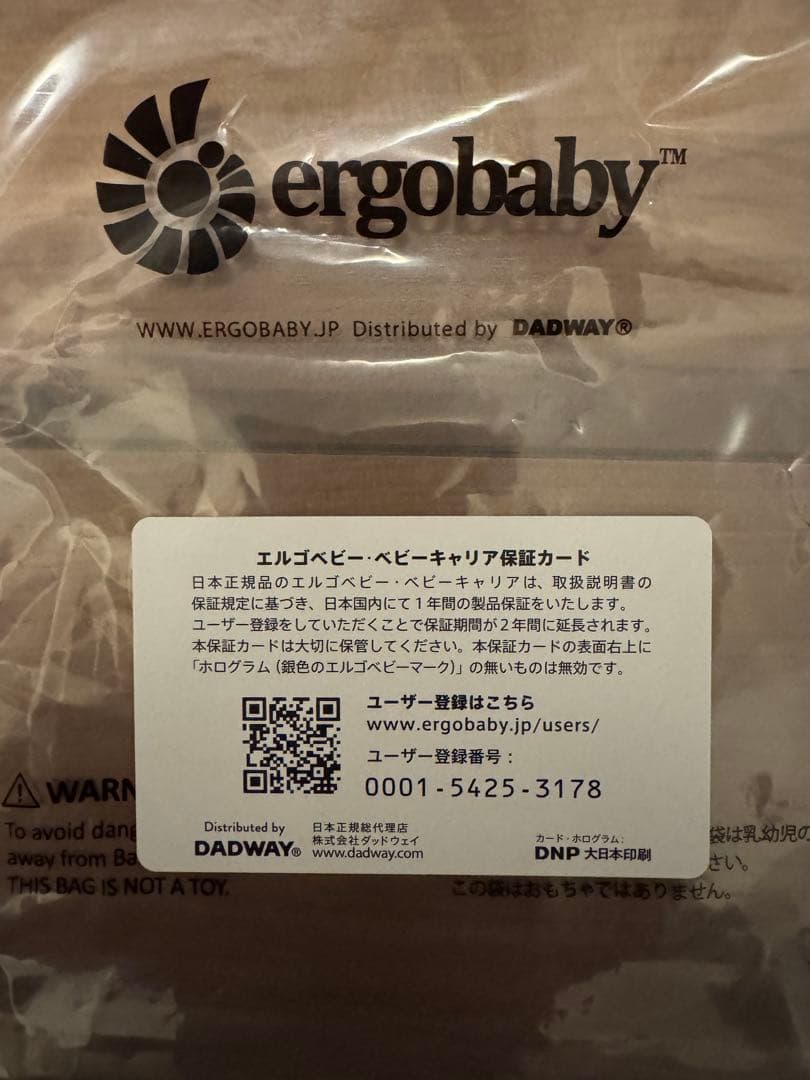 ergobaby™
WWW.ERGOBABY.JP Distributed by DADWAY®
エルゴベビー・ベビーキャリア保証カード
日本正規品のエルゴベビー・ベビーキャリアは、取扱説明書の
保証規定に基づき、日本国内にて1年間の製品保証をいたします。
ユーザー登録をしていただくことで保証期間が2年間に延長されます。
本保証カードは大切に保管してください。本保証カードの表面右上に
「ホログラム（銀色のエルゴベビーマーク）」の無いものは無効です。
ユーザー登録はこちら
www.ergobaby.jp/users/
ユーザー登録番号：
0001-5425-3178
Distributed by
DADWAY®
日本正規総代理店
株式会社ダッドウェイ
www.dadway.com
カード・ホログラム：
DNP 大日本印刷
WARN
To avoid dang
away from Ba
THIS BAG IS NOT A TOY.
袋は乳幼児の
さい。
この袋はおもちゃではありません。